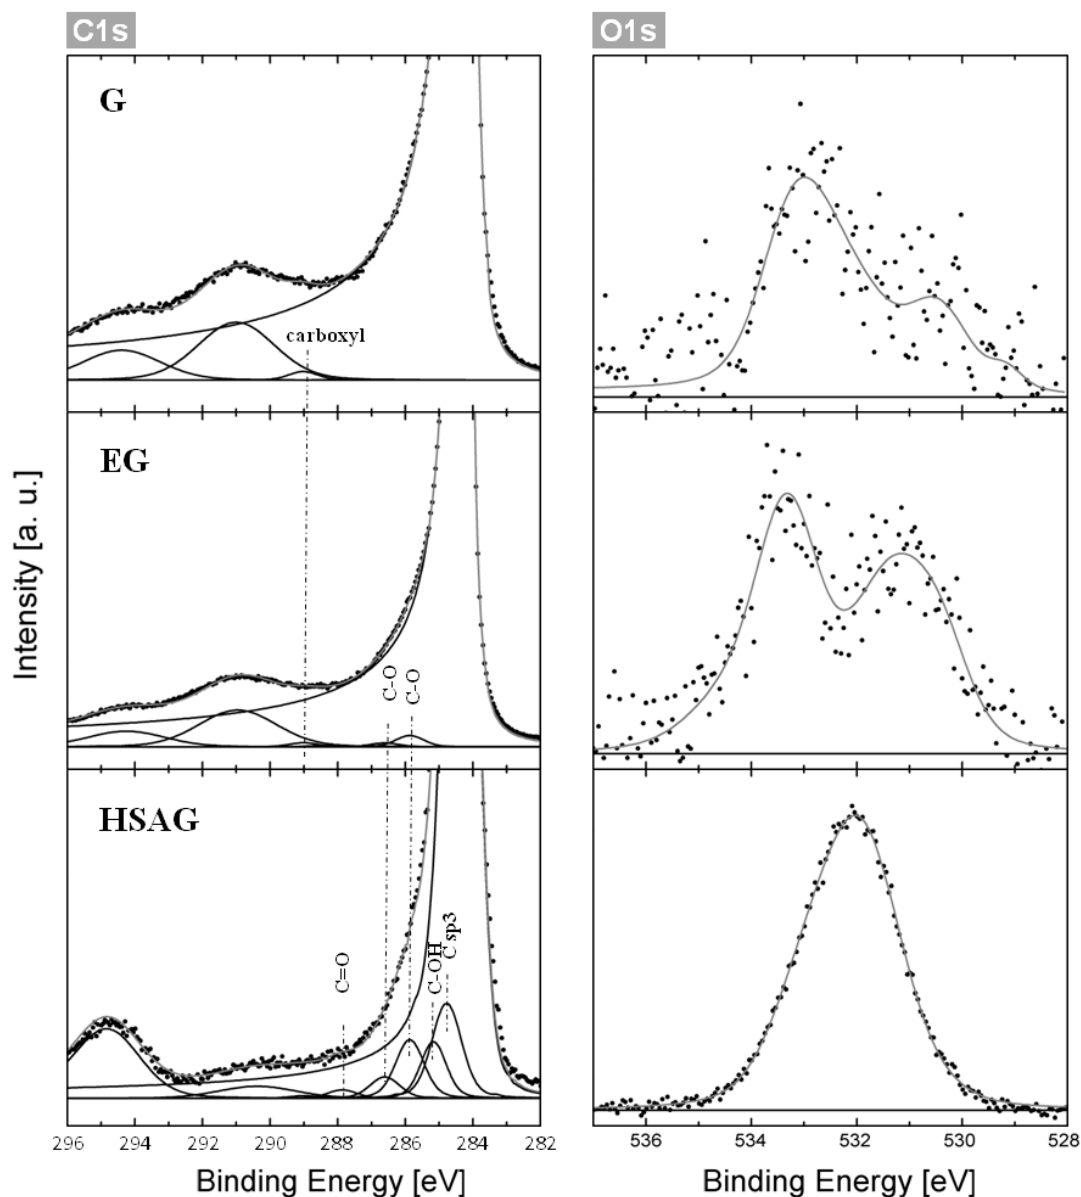 C1s
O1s
G
carboxyl
EG
C-O
C-O
HSAG
C=O
C-OH
C sp3
Intensity [a. u.]
296 294 292 290 288 286 284 282
536 534 532 530 528
Binding Energy [eV]
Binding Energy [eV]